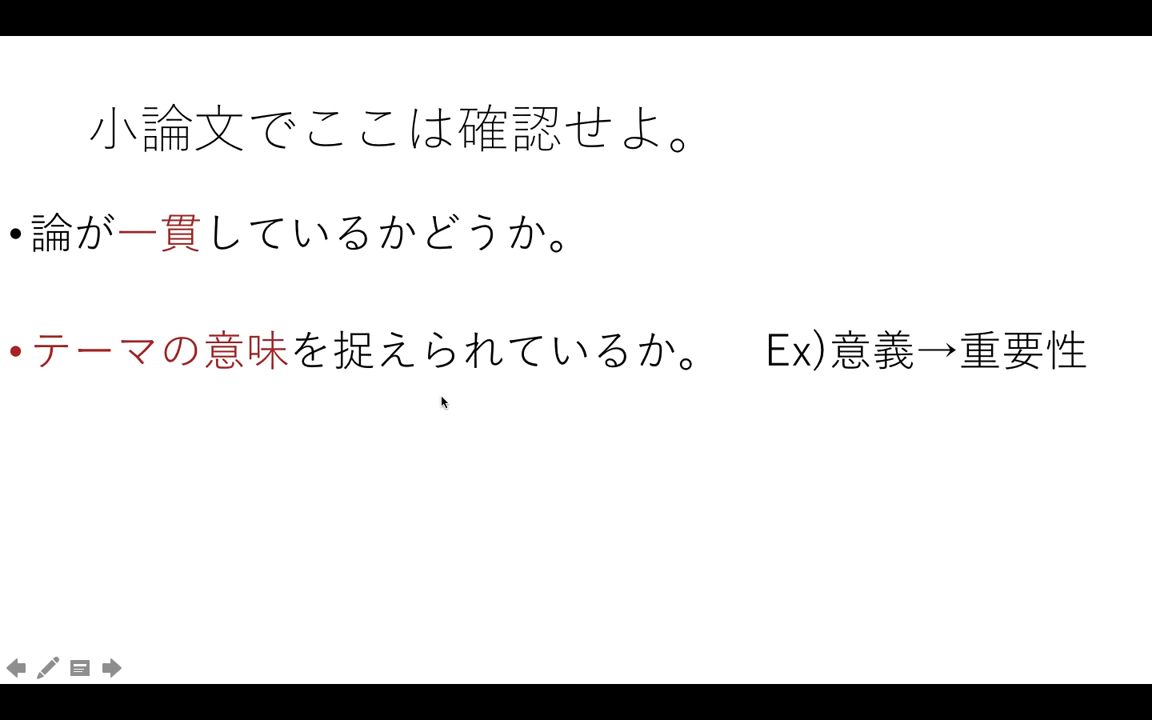 小論文でここは確認せよ。
•論が一貫しているかどうか。
•テーマの意味を捉えられているか。 Ex)意義→重要性